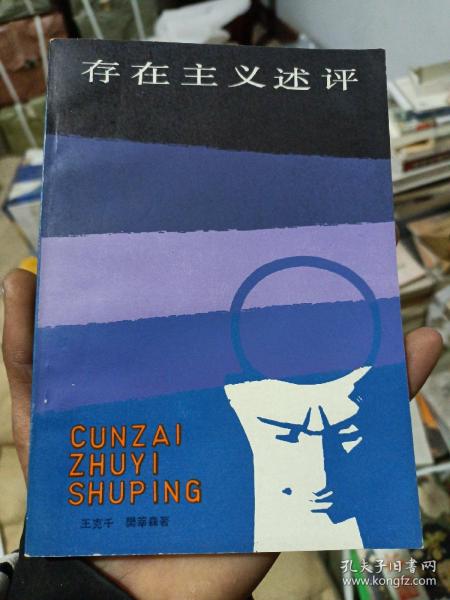 存在主义述评
CUNZAI
ZHUYI
SHUPING
王克千 樊莘森著
孔夫子旧书网
www.kongfz.com